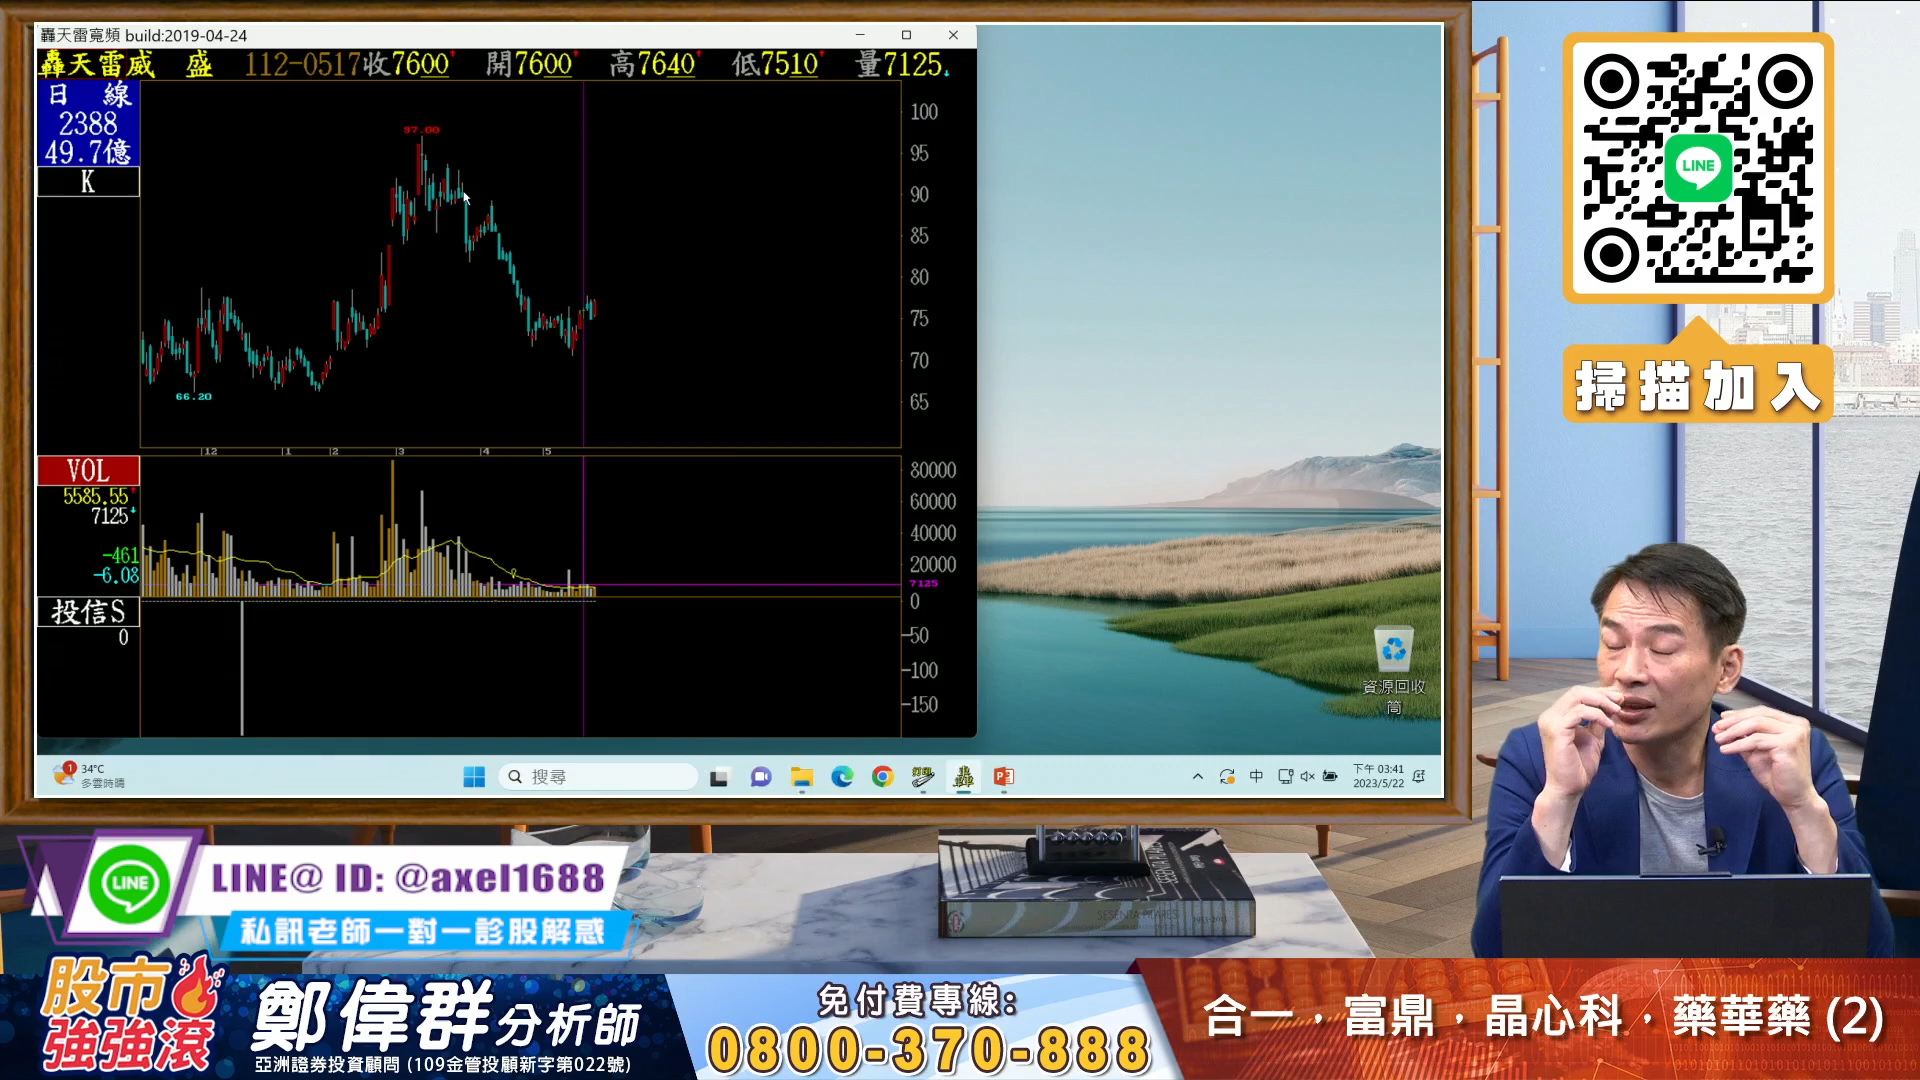 轟天雷寬頻 build:2019-04-24
轟天雷威 盛 112-0517收7600 開7600 高7640 低7510 量7125
日 線
2388
49.7億
K
97.00
66.20
100
95
90
85
80
75
70
65
12 1 2 3 4 5
VOL
5585.55
7125
-461
-6.08
80000
60000
40000
20000
7125
投信S
0
0
-50
-100
-150
資源回收
筒
1
34°C
多雲時晴
搜尋
中
下午 03:41
2023/5/22
LINE
掃描加入
LINE
LINE@ ID: @axel1688
私訊老師一對一診股解惑
SESENTA PILARES
股市
強強滾
鄭偉群分析師
亞洲證券投資顧問 (109金管投顧新字第022號)
免付費專線:
0800-370-888
合一，富鼎，晶心科，藥華藥 (2)